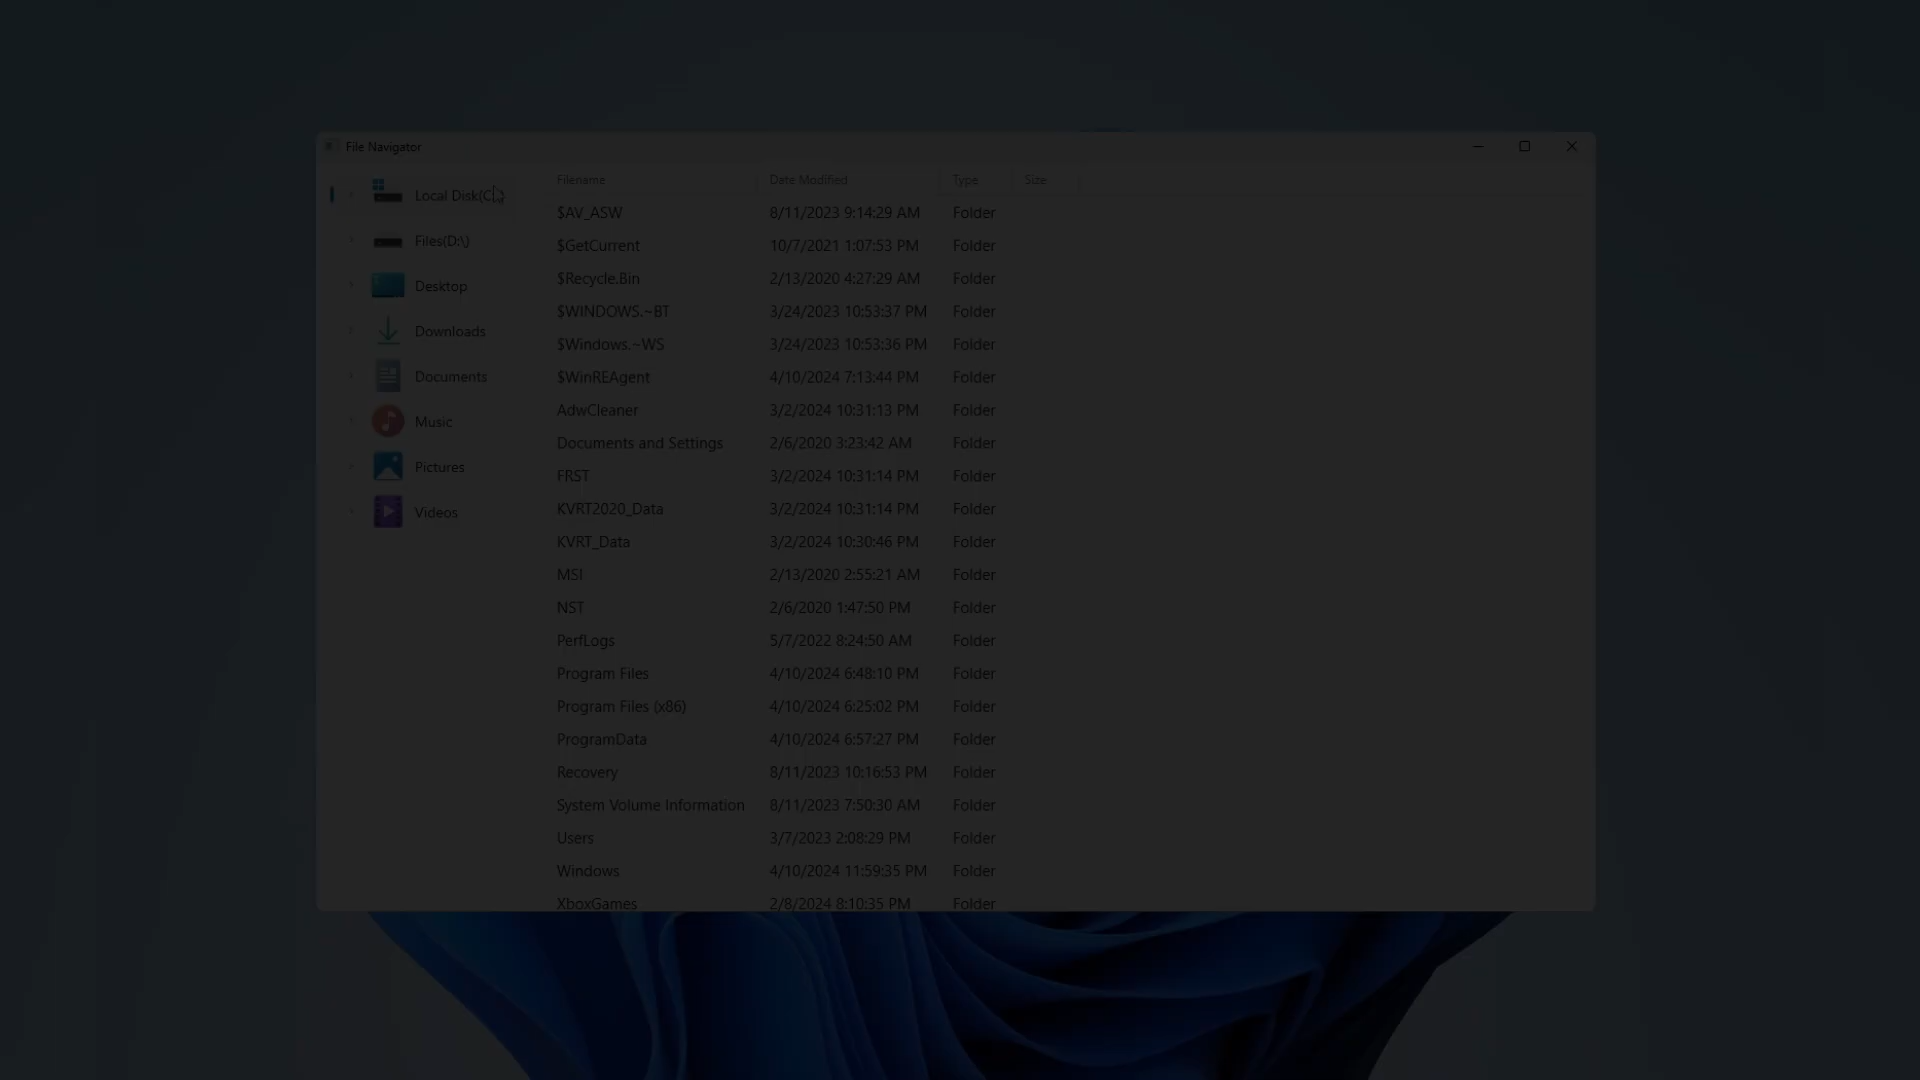 File Navigator
Local Disk(C:\)
Files(D:\)
Desktop
Downloads
Documents
Music
Pictures
Videos
Filename Date Modified Type Size
$AV_ASW 8/11/2023 9:14:29 AM Folder
$GetCurrent 10/7/2021 1:07:53 PM Folder
$Recycle.Bin 2/13/2020 4:27:29 AM Folder
$WINDOWS.~BT 3/24/2023 10:53:37 PM Folder
$Windows.~WS 3/24/2023 10:53:36 PM Folder
$WinREAgent 4/10/2024 7:13:44 PM Folder
AdwCleaner 3/2/2024 10:31:13 PM Folder
Documents and Settings 2/6/2020 3:23:42 AM Folder
FRST 3/2/2024 10:31:14 PM Folder
KVRT2020_Data 3/2/2024 10:31:14 PM Folder
KVRT_Data 3/2/2024 10:30:46 PM Folder
MSI 2/13/2020 2:55:21 AM Folder
NST 2/6/2020 1:47:50 PM Folder
PerfLogs 5/7/2022 8:24:50 AM Folder
Program Files 4/10/2024 6:48:10 PM Folder
Program Files (x86) 4/10/2024 6:25:02 PM Folder
ProgramData 4/10/2024 6:57:27 PM Folder
Recovery 8/11/2023 10:16:53 PM Folder
System Volume Information 8/11/2023 7:50:30 AM Folder
Users 3/7/2023 2:08:29 PM Folder
Windows 4/10/2024 11:59:35 PM Folder
XboxGames 2/8/2024 8:10:35 PM Folder